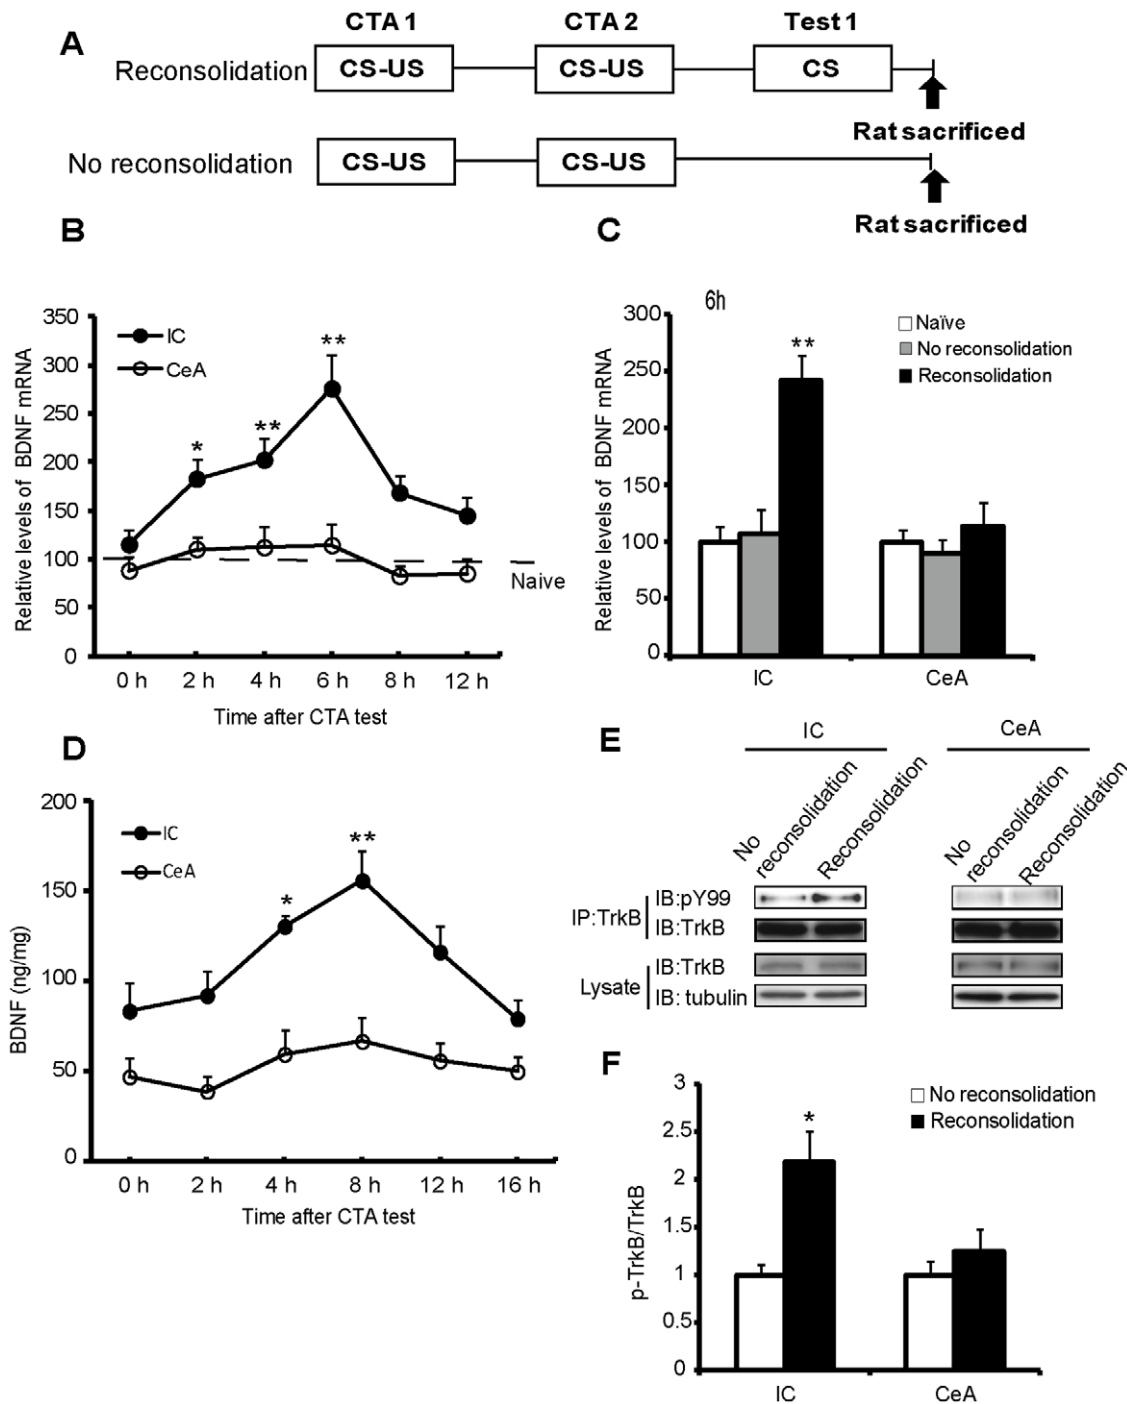 A
CTA 1 CTA 2 Test 1
Reconsolidation CS-US CS-US CS
Rat sacrificed
No reconsolidation CS-US CS-US
Rat sacrificed
B
350
300
250
200
150
100
50
0
Relative levels of BDNF mRNA
IC
CeA
* ** **
Naive
0 h 2 h 4 h 6 h 8 h 12 h
Time after CTA test
C
6h
300
250
200
150
100
50
0
Relative levels of BDNF mRNA
Naïve
No reconsolidation
Reconsolidation
**
IC CeA
D
200
150
100
50
0
BDNF (ng/mg)
IC
CeA
* **
0 h 2 h 4 h 8 h 12 h 16 h
Time after CTA test
E
IC CeA
No
reconsolidation
Reconsolidation
No
reconsolidation
Reconsolidation
IP:TrkB
IB:pY99
IB:TrkB
Lysate
IB:TrkB
IB: tubulin
F
3
2.5
2
1.5
1
0.5
0
p-TrkB/TrkB
No reconsolidation
Reconsolidation
*
IC CeA